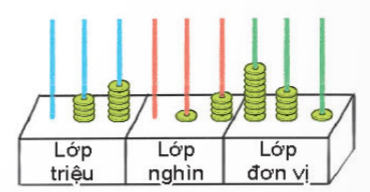 Lớp
triệu
Lớp
nghìn
Lớp
đơn vị